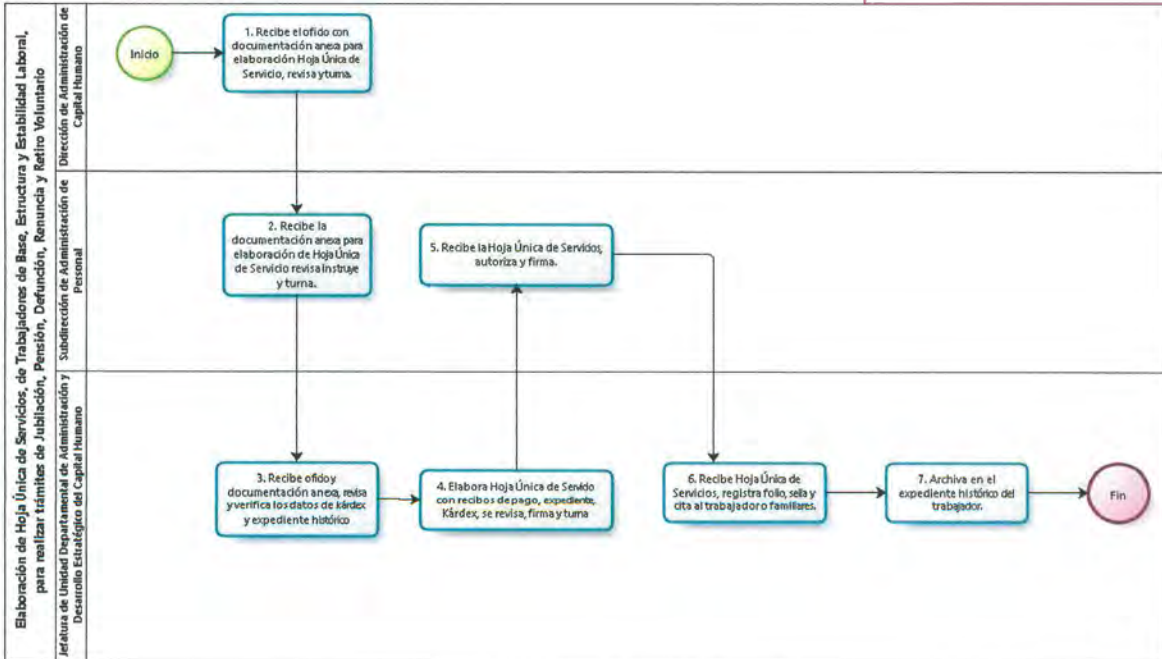 Elaboración de Hoja Única de Servicios, de Trabajadores de Base, Estructura y Estabilidad Laboral,
para realizar trámites de Jubilación, Pensión, Defunción, Renuncia y Retiro Voluntario
Dirección de Administración de
Capital Humano
Inicio
1. Recibe el ofido con
documentación anexa para
elaboración Hoja Única de
Servicio, revisa y turna.
Subdirección de Administración de
Personal
2. Recibe la
documentación anexa para
elaboración de Hoja Única
de Servicio revisa instruye
y turna.
5. Recibe la Hoja Única de Servicios,
autoriza y firma.
Jefatura de Unidad Departamental de Administración y
Desarrollo Estratégico del Capital Humano
3. Recibe ofido y
documentación anexa, revisa
y verifica los datos de kárdex
y expediente histórico
4. Elabora Hoja Única de Servido
con recibos de pago, expediente,
Kárdex, se revisa, firma y turna
6. Recibe Hoja Única de
Servicios, registra folio, sella y
cita al trabajador o familiares.
7. Archiva en el
expediente histórico del
trabajador.
Fin